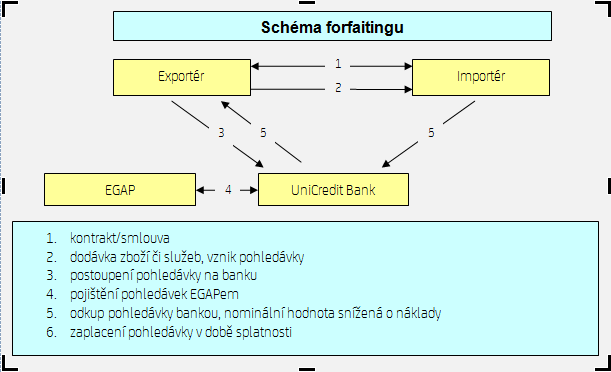 Schéma forfaitingu
Exportér
1
Importér
2
3
5
5
EGAP
4
UniCredit Bank
1. kontrakt/smlouva
2. dodávka zboží či služeb, vznik pohledávky
3. postoupení pohledávky na banku
4. pojištění pohledávek EGAPem
5. odkup pohledávky bankou, nominální hodnota snížená o náklady
6. zaplacení pohledávky v době splatnosti